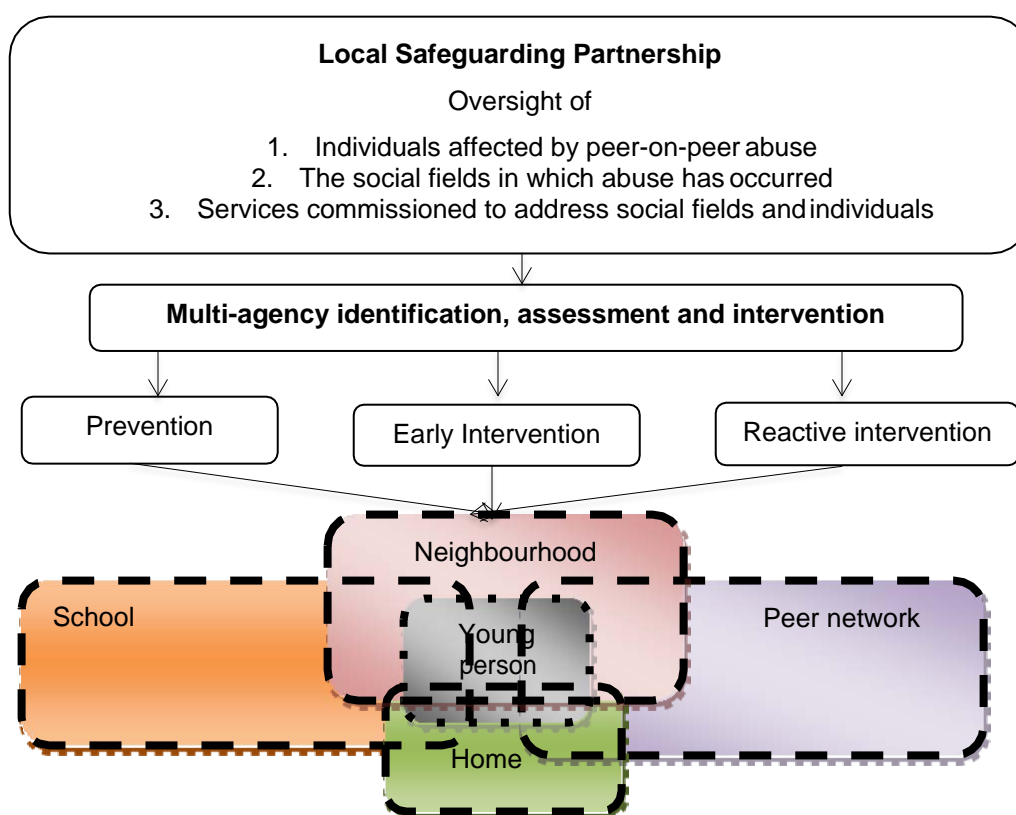 Local Safeguarding Partnership
Oversight of
1. Individuals affected by peer-on-peer abuse
2. The social fields in which abuse has occurred
3. Services commissioned to address social fields and individuals
Multi-agency identification, assessment and intervention
Prevention
Early Intervention
Reactive intervention
Neighbourhood
School
Young
person
Peer network
Home